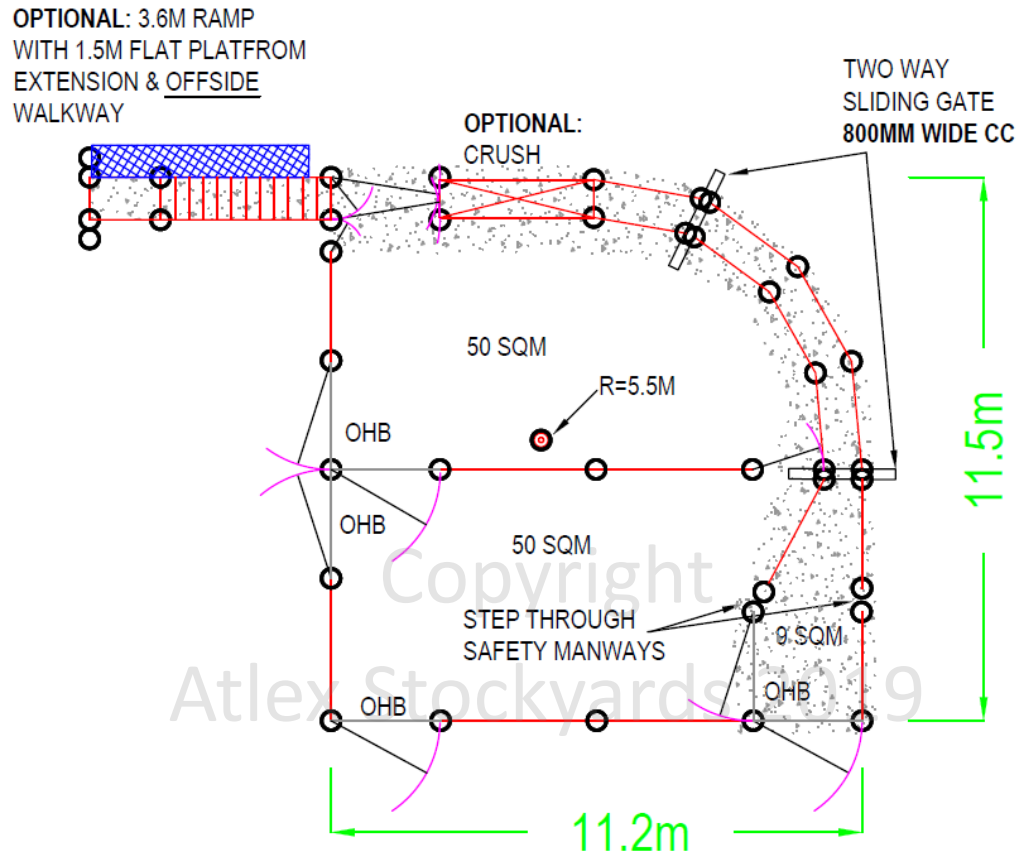 OPTIONAL: 3.6M RAMP
WITH 1.5M FLAT PLATFROM
EXTENSION & OFFSIDE
WALKWAY
TWO WAY
SLIDING GATE
800MM WIDE CC
OPTIONAL:
CRUSH
50 SQM
R=5.5M
OHB
OHB
11.5m
50 SQM
Copyright
STEP THROUGH
SAFETY MANWAYS
9 SQM
Atlex Stockyards 2019
OHB
OHB
11.2m